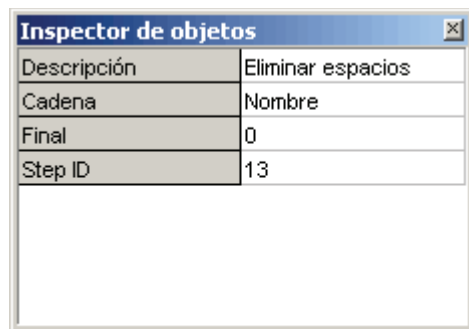 Inspector de objetos
Descripción Eliminar espacios
Cadena Nombre
Final 0
Step ID 13